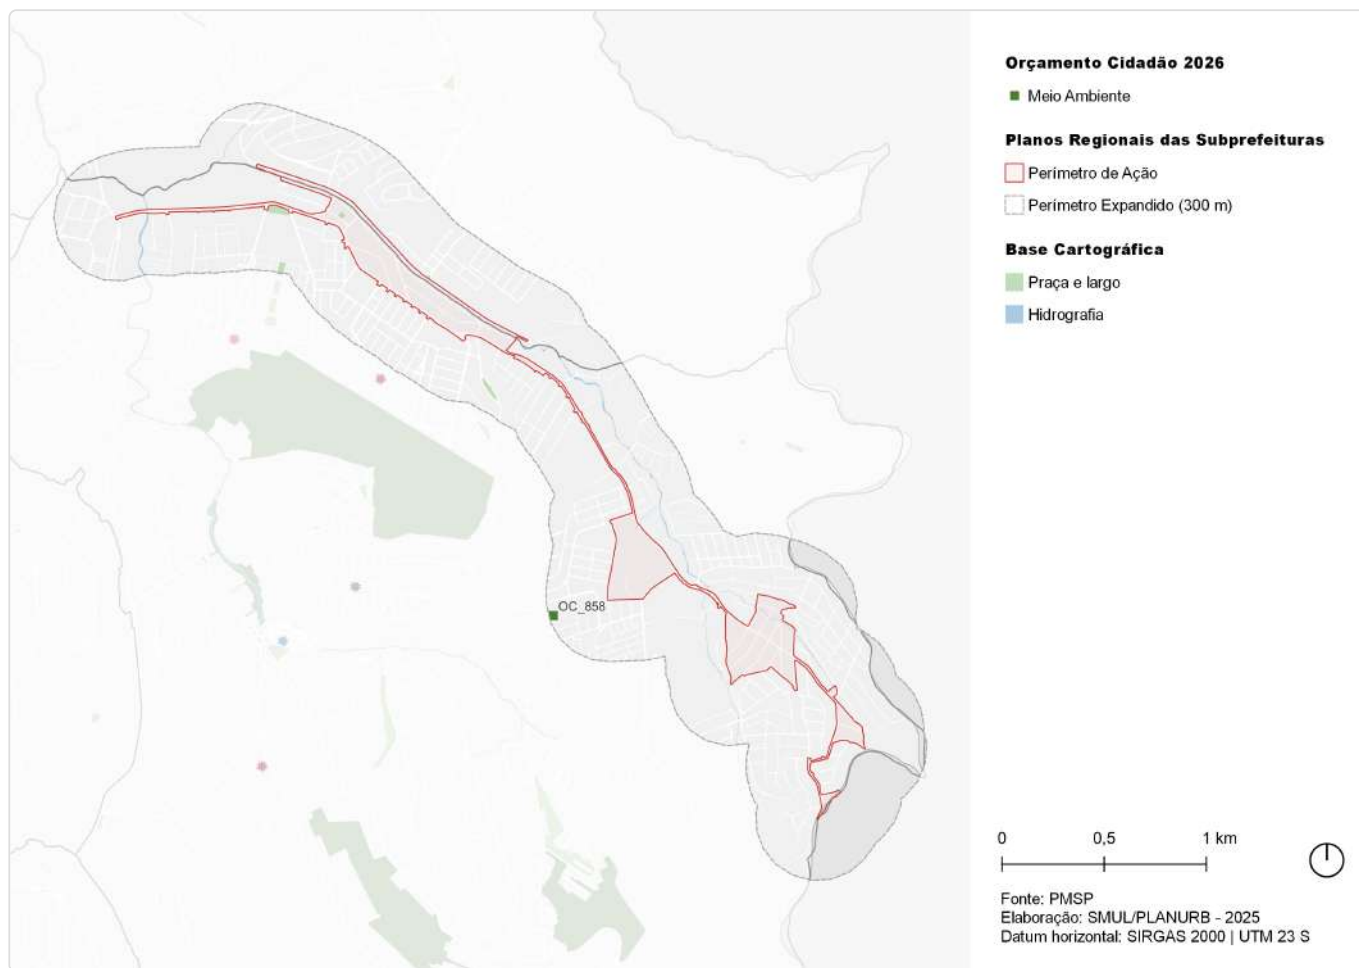 Orçamento Cidadão 2026
Meio Ambiente
Planos Regionais das Subprefeituras
Perímetro de Ação
Perímetro Expandido (300 m)
Base Cartográfica
Praça e largo
Hidrografia
OC_858
0 0,5 1 km
Fonte: PMSP
Elaboração: SMUL/PLANURB - 2025
Datum horizontal: SIRGAS 2000 | UTM 23 S